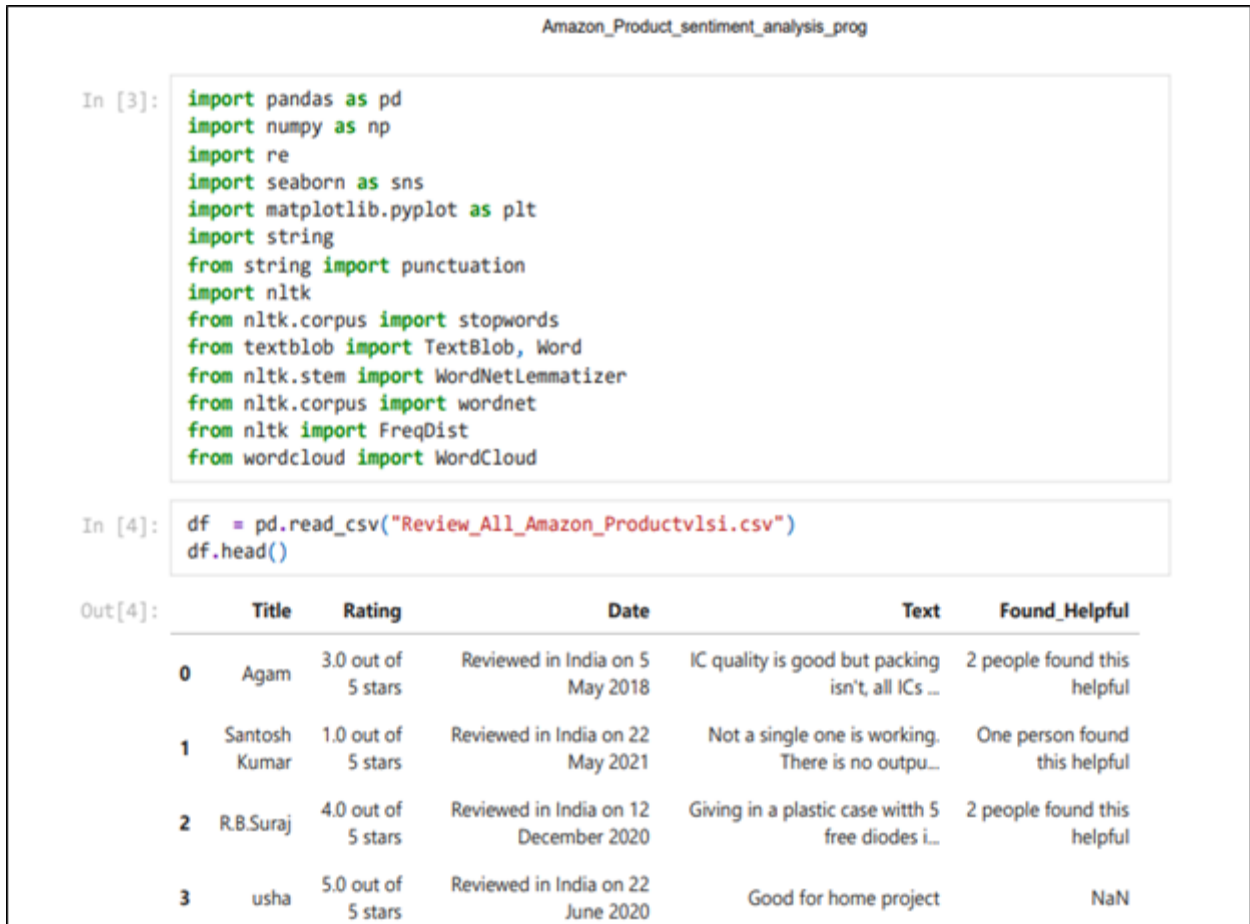 Amazon_Product_sentiment_analysis_prog
In [3]:
import pandas as pd
import numpy as np
import re
import seaborn as sns
import matplotlib.pyplot as plt
import string
from string import punctuation
import nltk
from nltk.corpus import stopwords
from textblob import TextBlob, Word
from nltk.stem import WordNetLemmatizer
from nltk.corpus import wordnet
from nltk import FreqDist
from wordcloud import WordCloud
In [4]:
df  = pd.read_csv("Review_All_Amazon_Productvlsi.csv")
df.head()
Out[4]:
Title Rating Date Text Found_Helpful
0 Agam 3.0 out of 5 stars Reviewed in India on 5 May 2018 IC quality is good but packing isn't, all ICs ... 2 people found this helpful
1 Santosh Kumar 1.0 out of 5 stars Reviewed in India on 22 May 2021 Not a single one is working. There is no outpu... One person found this helpful
2 R.B.Suraj 4.0 out of 5 stars Reviewed in India on 12 December 2020 Giving in a plastic case witth 5 free diodes i... 2 people found this helpful
3 usha 5.0 out of 5 stars Reviewed in India on 22 June 2020 Good for home project NaN